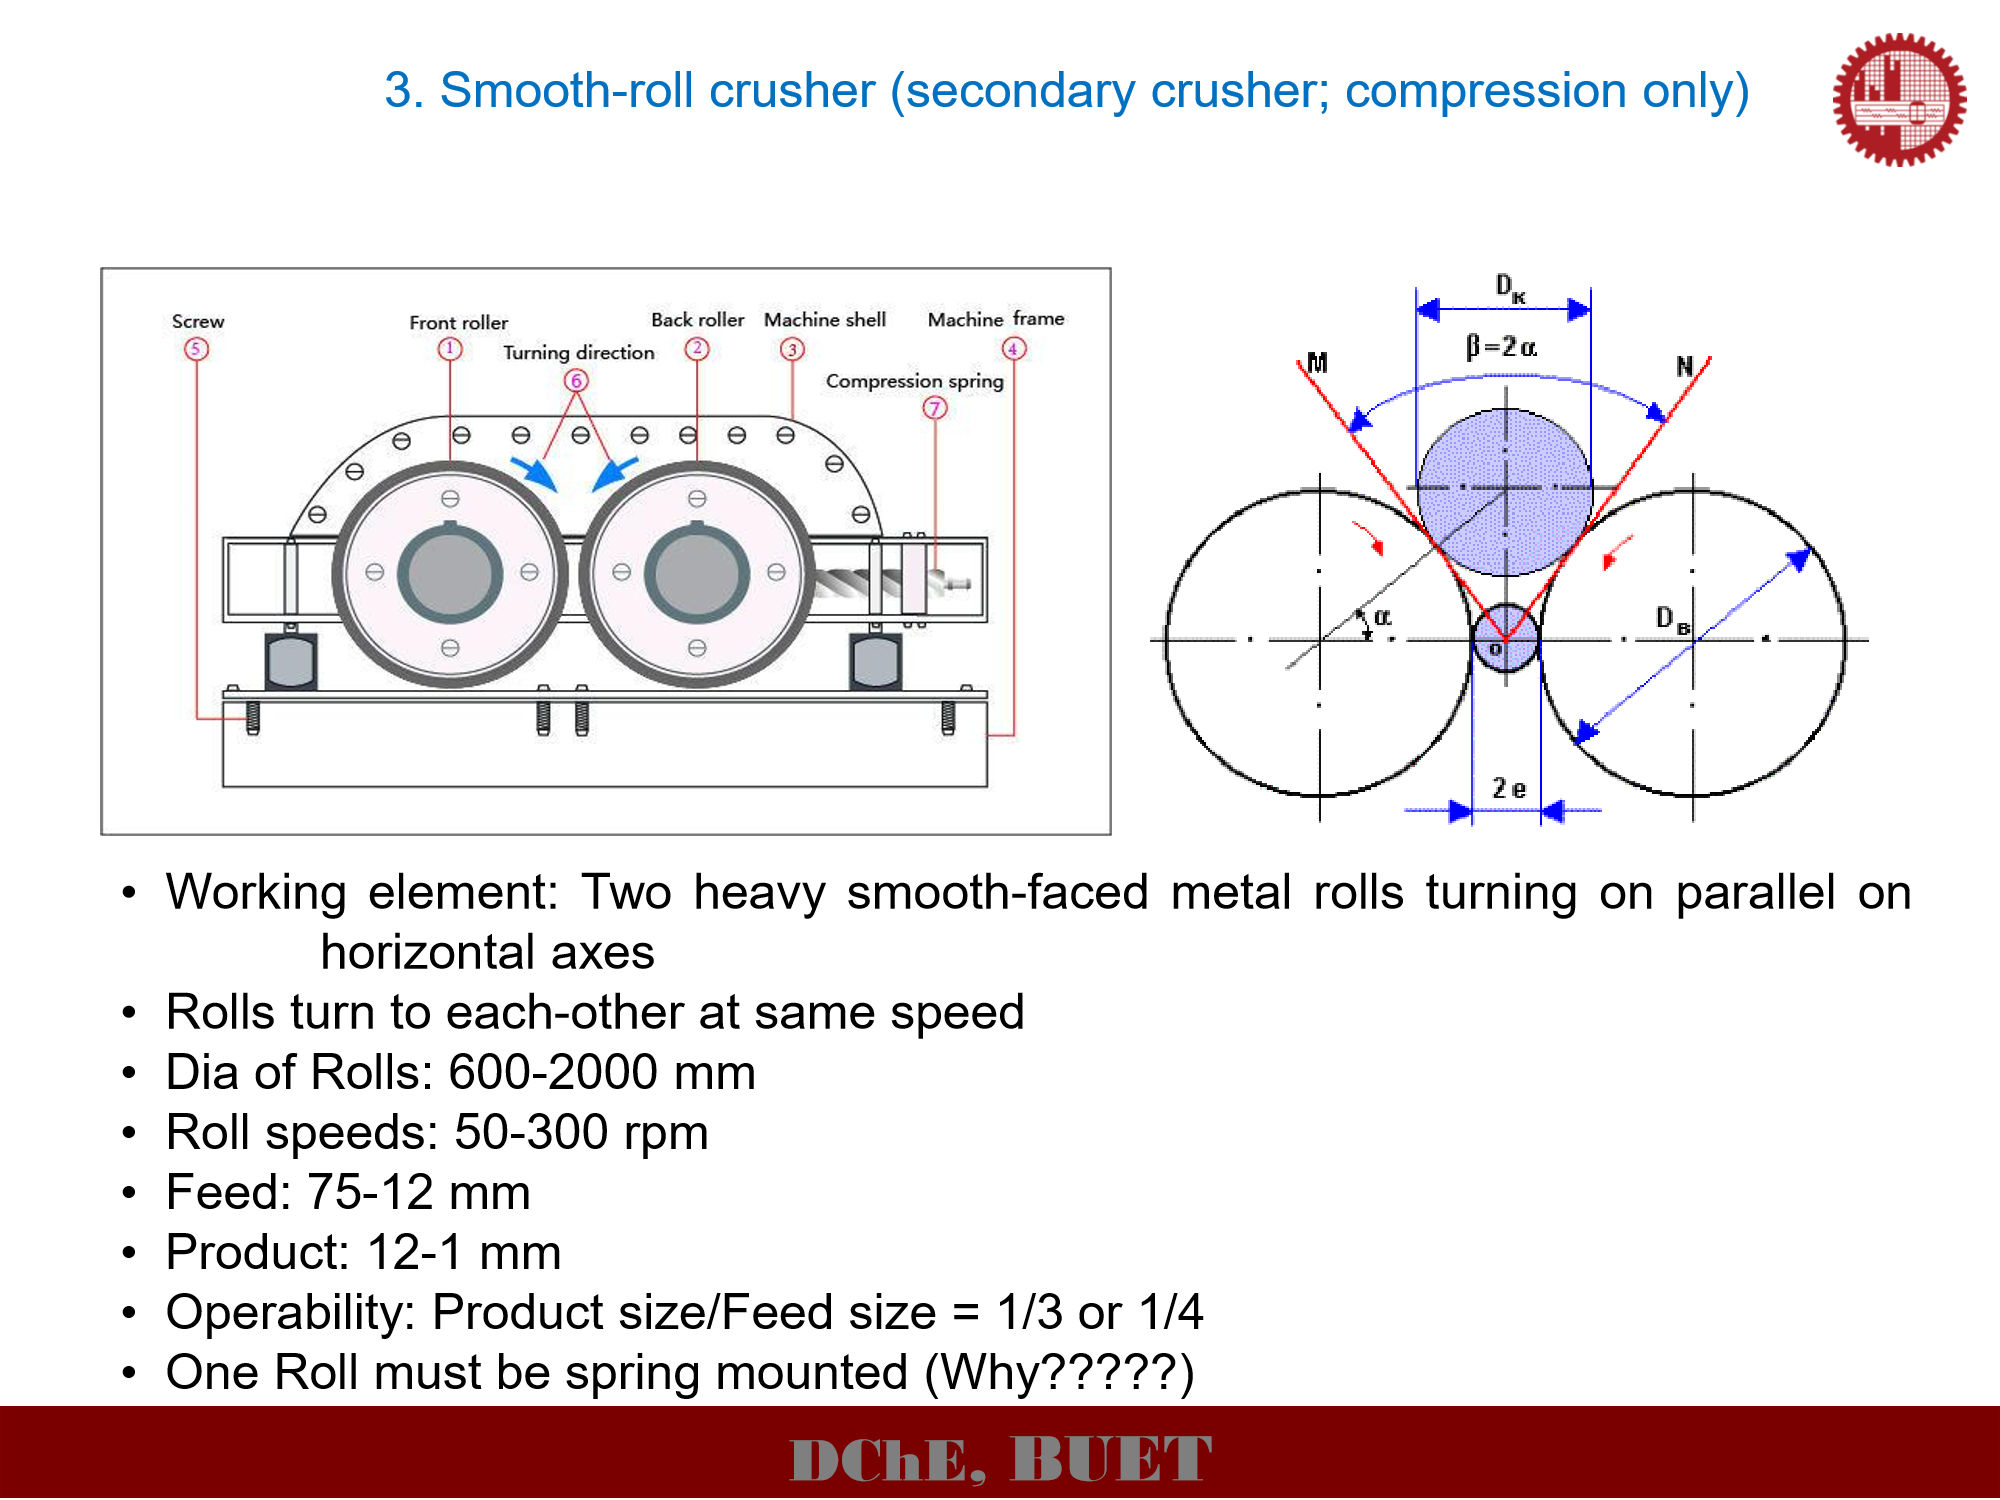 3. Smooth-roll crusher (secondary crusher; compression only)
Screw
5
Front roller
1
Turning direction
6
Back roller
2
Machine shell
3
Machine frame
4
Compression spring
7
D_K
β=2α
M
N
α
D_B
o
2e
• Working element: Two heavy smooth-faced metal rolls turning on parallel on
horizontal axes
• Rolls turn to each-other at same speed
• Dia of Rolls: 600-2000 mm
• Roll speeds: 50-300 rpm
• Feed: 75-12 mm
• Product: 12-1 mm
• Operability: Product size/Feed size = 1/3 or 1/4
• One Roll must be spring mounted (Why?????)
DChE, BUET